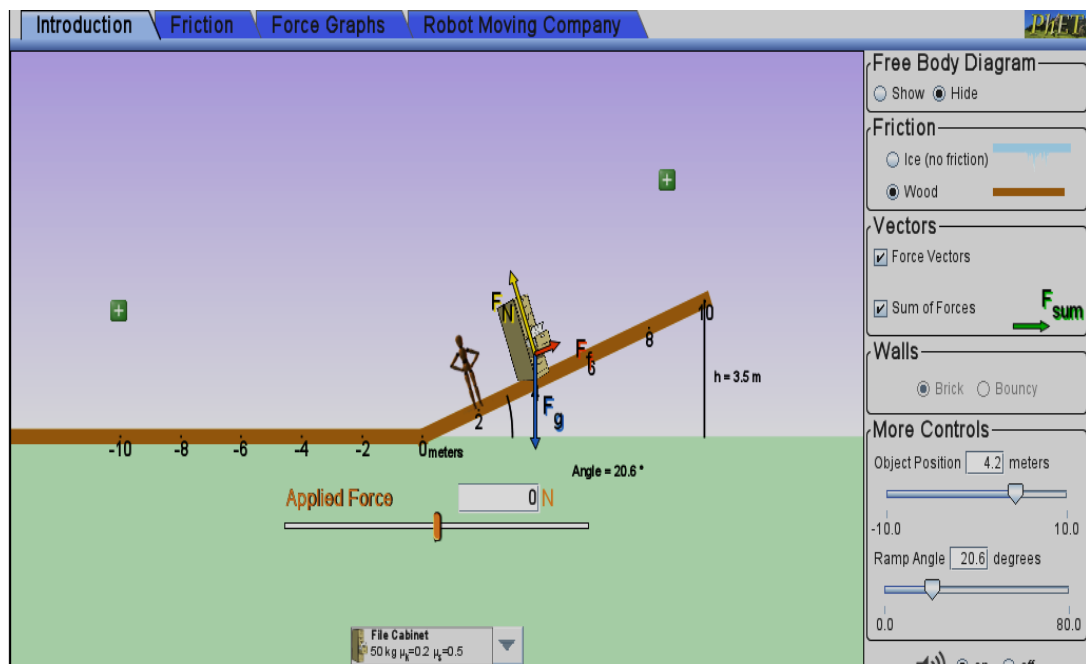 Introduction
Friction
Force Graphs
Robot Moving Company
PhET
Free Body Diagram
Show
Hide
Friction
Ice (no friction)
Wood
Vectors
Force Vectors
Sum of Forces
F sum
Walls
Brick
Bouncy
More Controls
Object Position 4.2 meters
-10.0 10.0
Ramp Angle 20.6 degrees
0.0 80.0
F N
F f
F g
10
8
6
2
h = 3.5 m
-10 -8 -6 -4 -2 0 meters
Angle = 20.6 °
Applied Force 0 N
File Cabinet
50 kg μk=0.2 μs=0.5